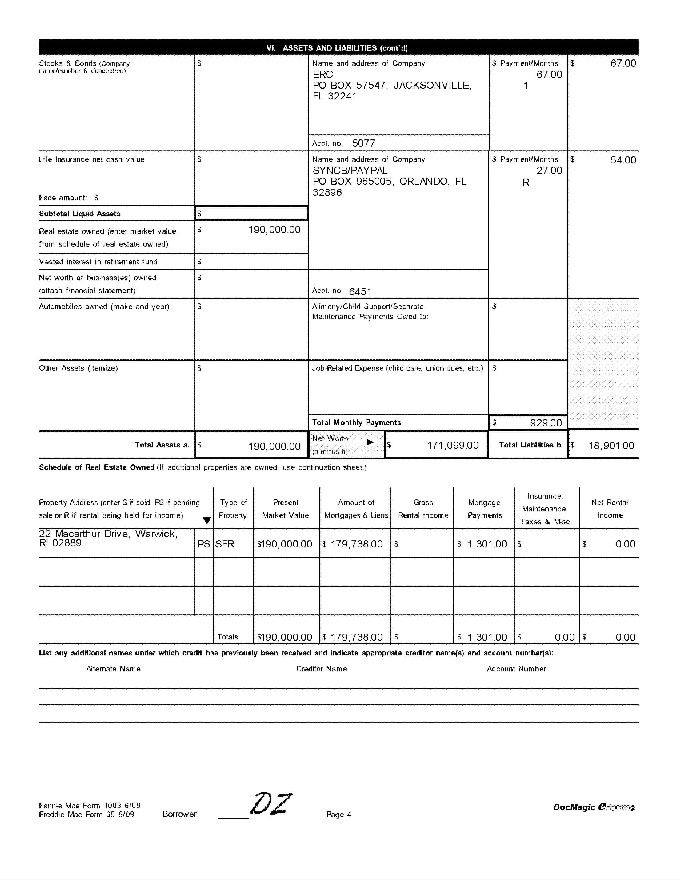 VI. ASSETS AND LIABILITIES (cont'd)
Stocks & Bonds (Company $ Name and address of Company $ Payment/Months $ 67.00
name/number & description) ERC 67.00
PO BOX 57547, JACKSONVILLE, 1
FL 32241
Acct. no. 5077
Life insurance net cash value $ Name and address of Company $ Payment/Months $ 54.00
SYNCB/PAYPAL 27.00
PO BOX 965005, ORLANDO, FL R
Face amount: $ 32896
Subtotal Liquid Assets $
Real estate owned (enter market value $ 190,000.00
from schedule of real estate owned)
Vested interest in retirement fund $
Net worth of business(es) owned $
(attach financial statement) Acct. no. 6451
Automobiles owned (make and year) $ Alimony/Child Support/Separate $
Maintenance Payments Owed to:
Other Assets (itemize) $ Job-Related Expense (child care, union dues, etc.) $
Total Monthly Payments $ 929.00
Total Assets a. $ 190,000.00 Net Worth (a minus b) $ 171,099.00 Total Liabilities b. $ 18,901.00
Schedule of Real Estate Owned (If additional properties are owned, use continuation sheet.)
Insurance,
Property Address (enter S if sold, PS if pending Type of Present Amount of Gross Mortgage Maintenance, Net Rental
sale or R if rental being held for income) Property Market Value Mortgages & Liens Rental Income Payments Taxes & Misc. Income
22 Macarthur Drive, Warwick,
RI 02889 PS SFR $190,000.00 $ 179,738.00 $ $ 1,301.00 $ $ 0.00
Totals $190,000.00 $ 179,738.00 $ $ 1,301.00 $ 0.00 $ 0.00
List any additional names under which credit has previously been received and indicate appropriate creditor name(s) and account number(s):
Alternate Name Creditor Name Account Number
Fannie Mae Form 1003 6/09
Freddie Mac Form 65 6/09 Borrower DZ Page 4
DocMagic